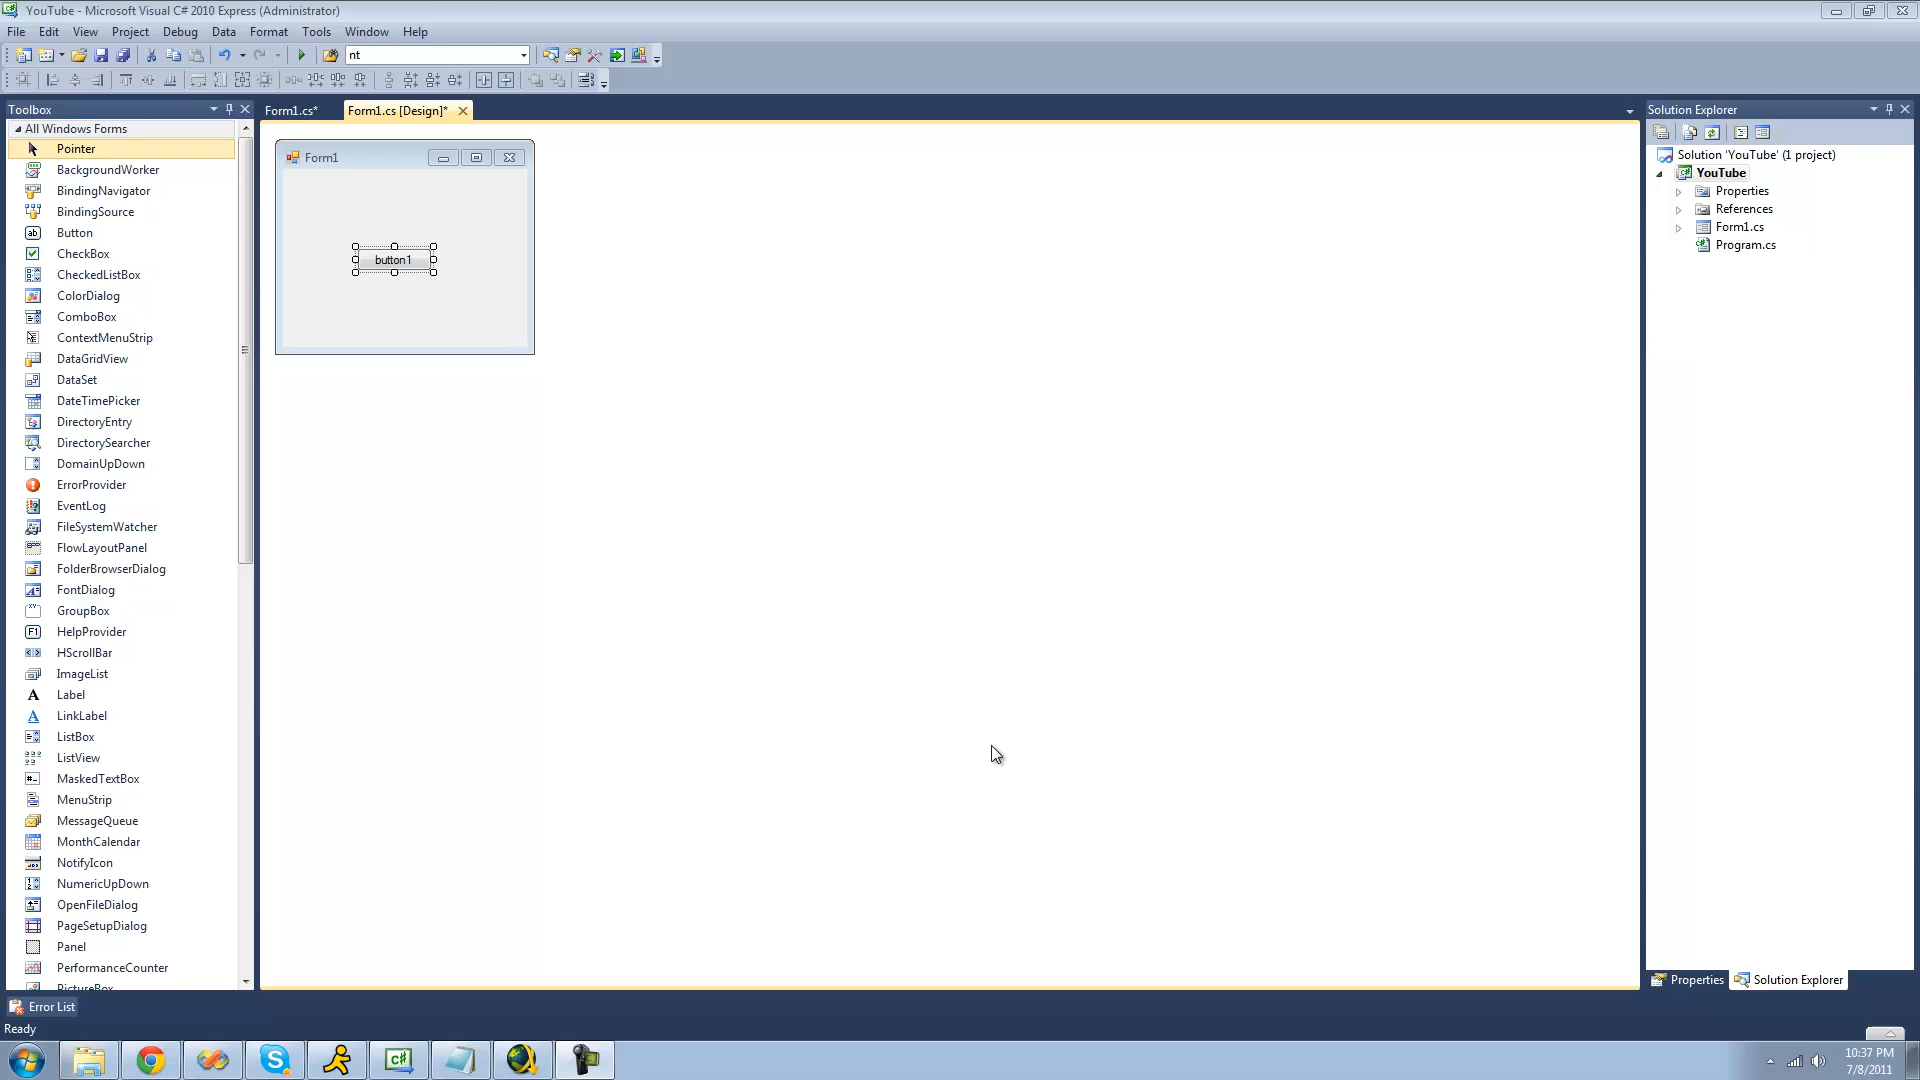 YouTube - Microsoft Visual C# 2010 Express (Administrator)
File Edit View Project Debug Data Format Tools Window Help
nt
Toolbox
All Windows Forms
Pointer
BackgroundWorker
BindingNavigator
BindingSource
Button
CheckBox
CheckedListBox
ColorDialog
ComboBox
ContextMenuStrip
DataGridView
DataSet
DateTimePicker
DirectoryEntry
DirectorySearcher
DomainUpDown
ErrorProvider
EventLog
FileSystemWatcher
FlowLayoutPanel
FolderBrowserDialog
FontDialog
GroupBox
HelpProvider
HScrollBar
ImageList
Label
LinkLabel
ListBox
ListView
MaskedTextBox
MenuStrip
MessageQueue
MonthCalendar
NotifyIcon
NumericUpDown
OpenFileDialog
PageSetupDialog
Panel
PerformanceCounter
PictureBox
Form1.cs* Form1.cs [Design]*
Form1
button1
Solution Explorer
Solution 'YouTube' (1 project)
YouTube
Properties
References
Form1.cs
Program.cs
Properties Solution Explorer
Error List
Ready
10:37 PM
7/8/2011